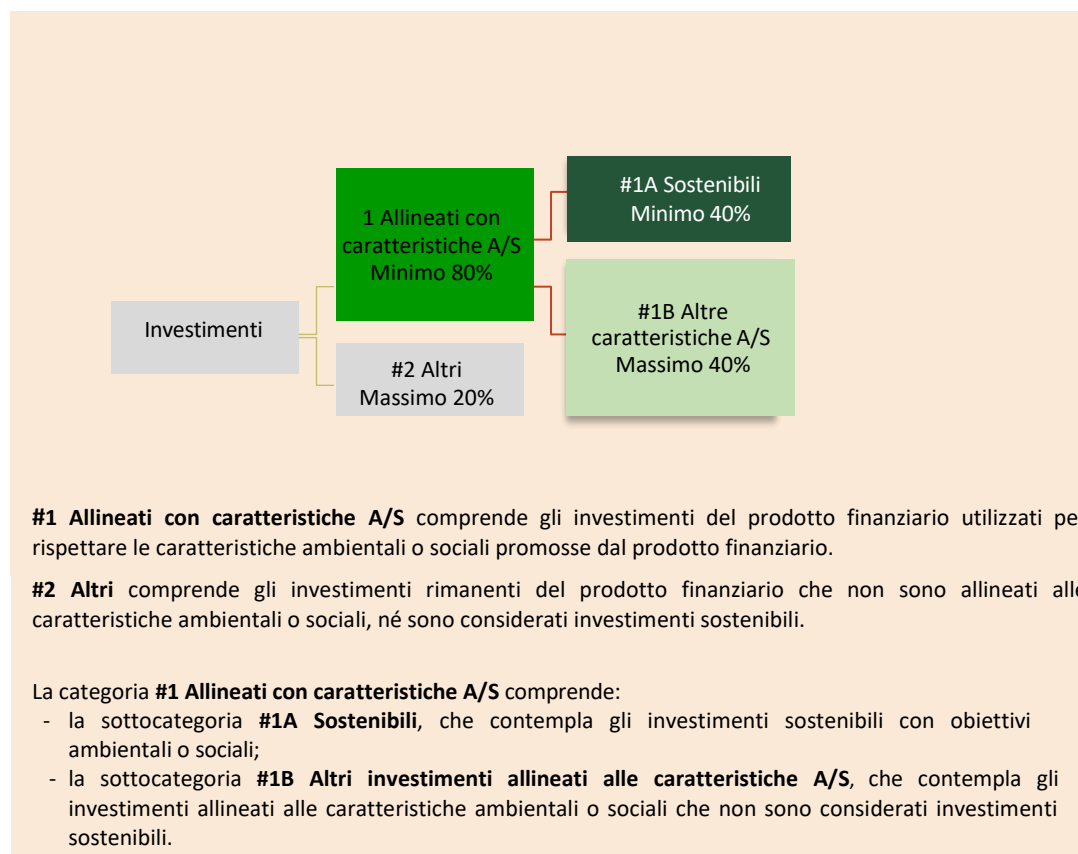 #1A Sostenibili
Minimo 40%
1 Allineati con
caratteristiche A/S
Minimo 80%
#1B Altre
caratteristiche A/S
Massimo 40%
Investimenti
#2 Altri
Massimo 20%
#1 Allineati con caratteristiche A/S comprende gli investimenti del prodotto finanziario utilizzati pe
rispettare le caratteristiche ambientali o sociali promosse dal prodotto finanziario.
#2 Altri comprende gli investimenti rimanenti del prodotto finanziario che non sono allineati alle
caratteristiche ambientali o sociali, né sono considerati investimenti sostenibili.
La categoria #1 Allineati con caratteristiche A/S comprende:
- la sottocategoria #1A Sostenibili, che contempla gli investimenti sostenibili con obiettivi
ambientali o sociali;
- la sottocategoria #1B Altri investimenti allineati alle caratteristiche A/S, che contempla gli
investimenti allineati alle caratteristiche ambientali o sociali che non sono considerati investimenti
sostenibili.